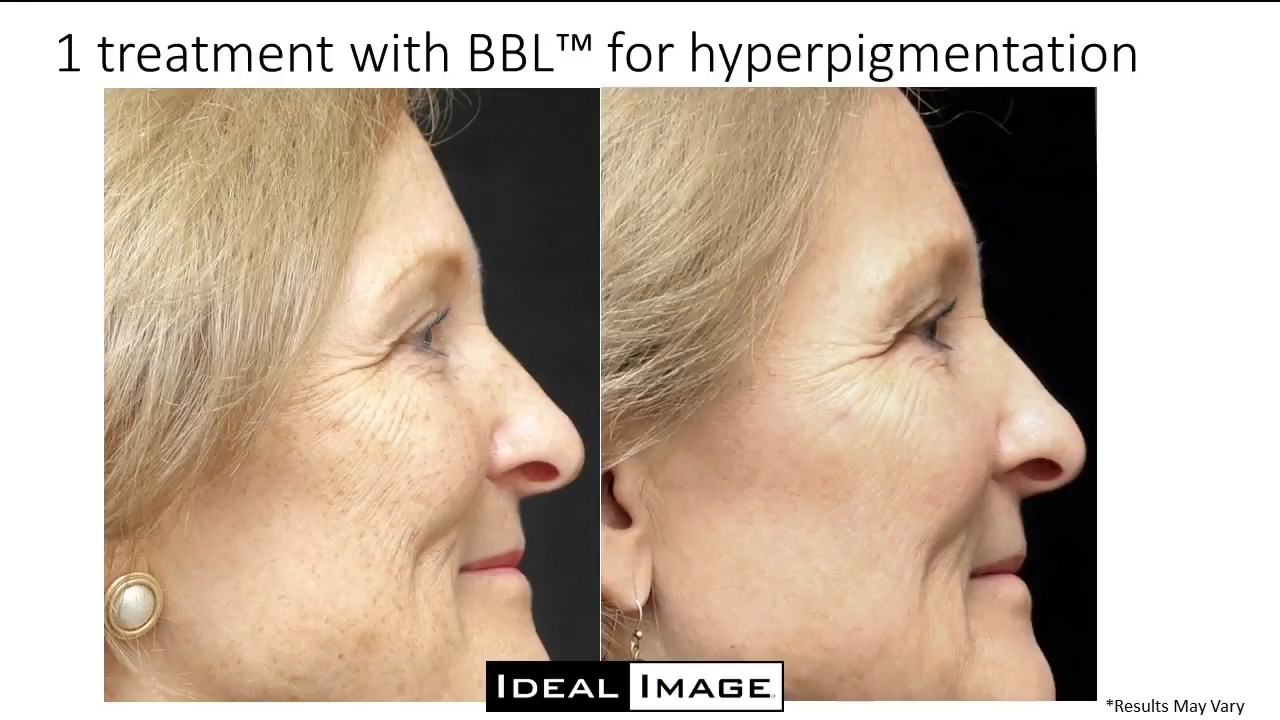 1 treatment with BBL™ for hyperpigmentation
IDEAL IMAGE
*Results May Vary